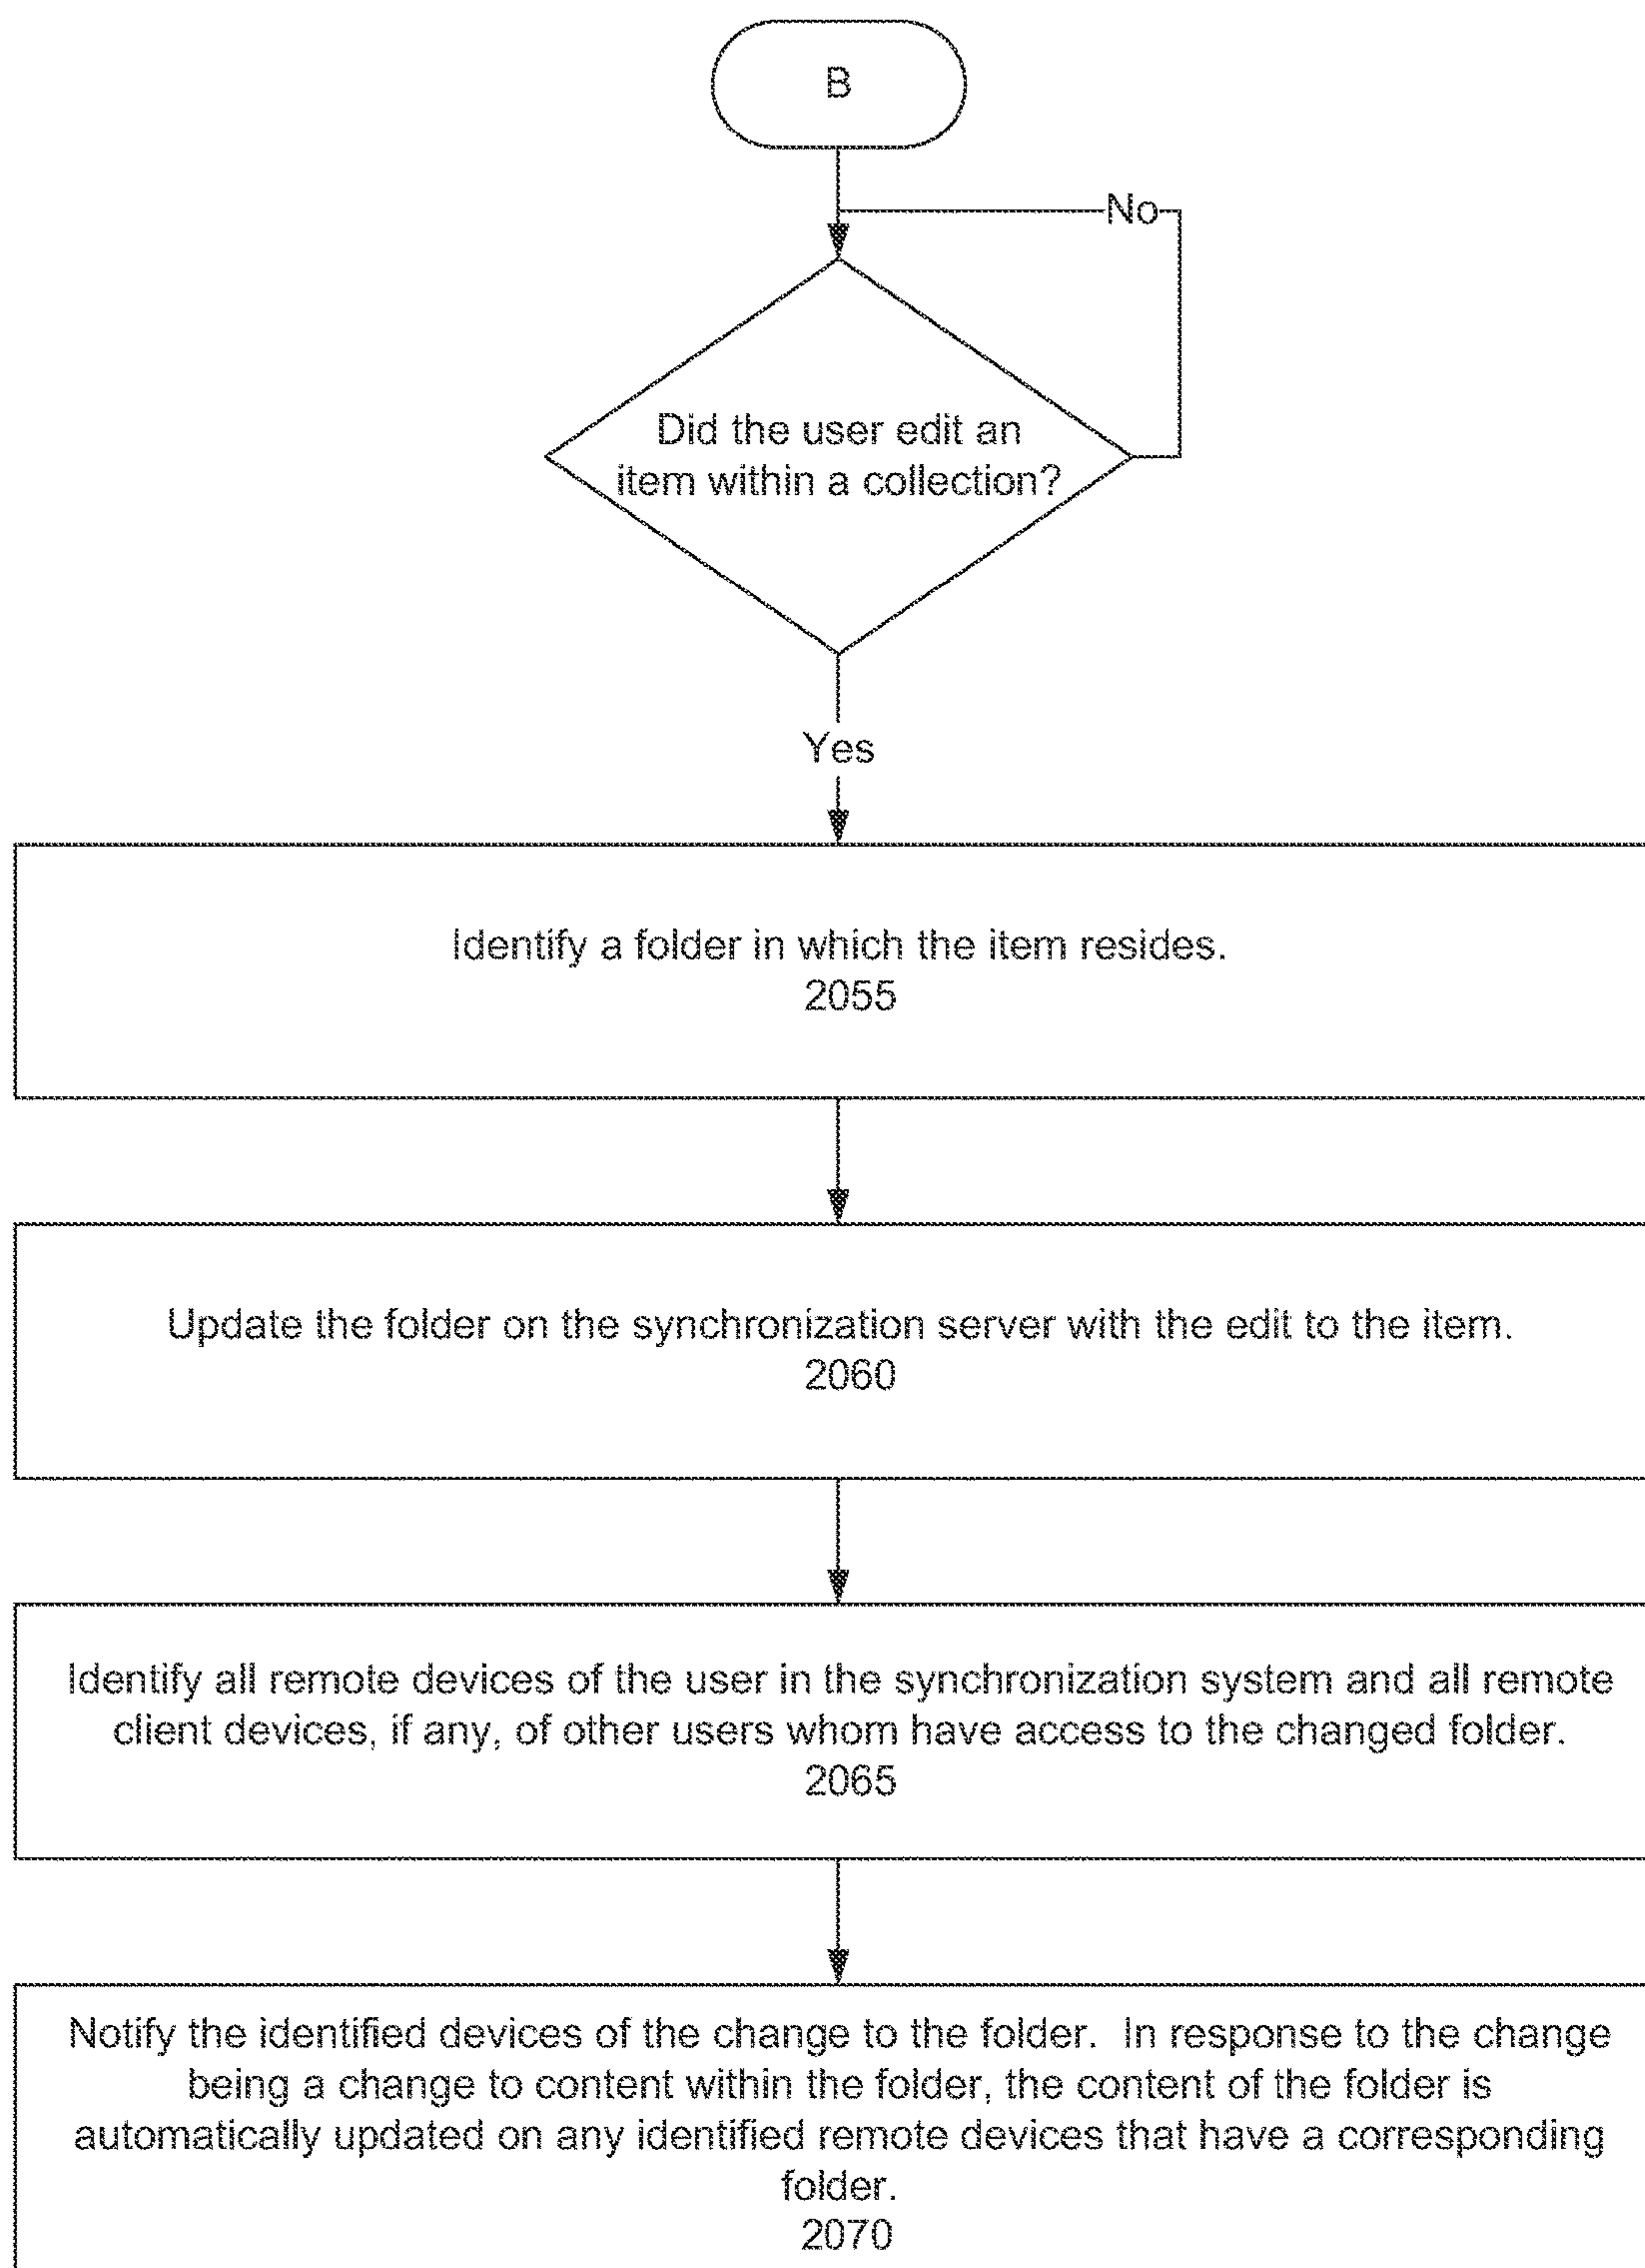 B
No
Did the user edit an
item within a collection?
Yes
Identify a folder in which the item resides.
2055
Update the folder on the synchronization server with the edit to the item.
2060
Identify all remote devices of the user in the synchronization system and all remote
client devices, if any, of other users whom have access to the changed folder.
2065
Notify the identified devices of the change to the folder.  In response to the change
being a change to content within the folder, the content of the folder is
automatically updated on any identified remote devices that have a corresponding
folder.
2070